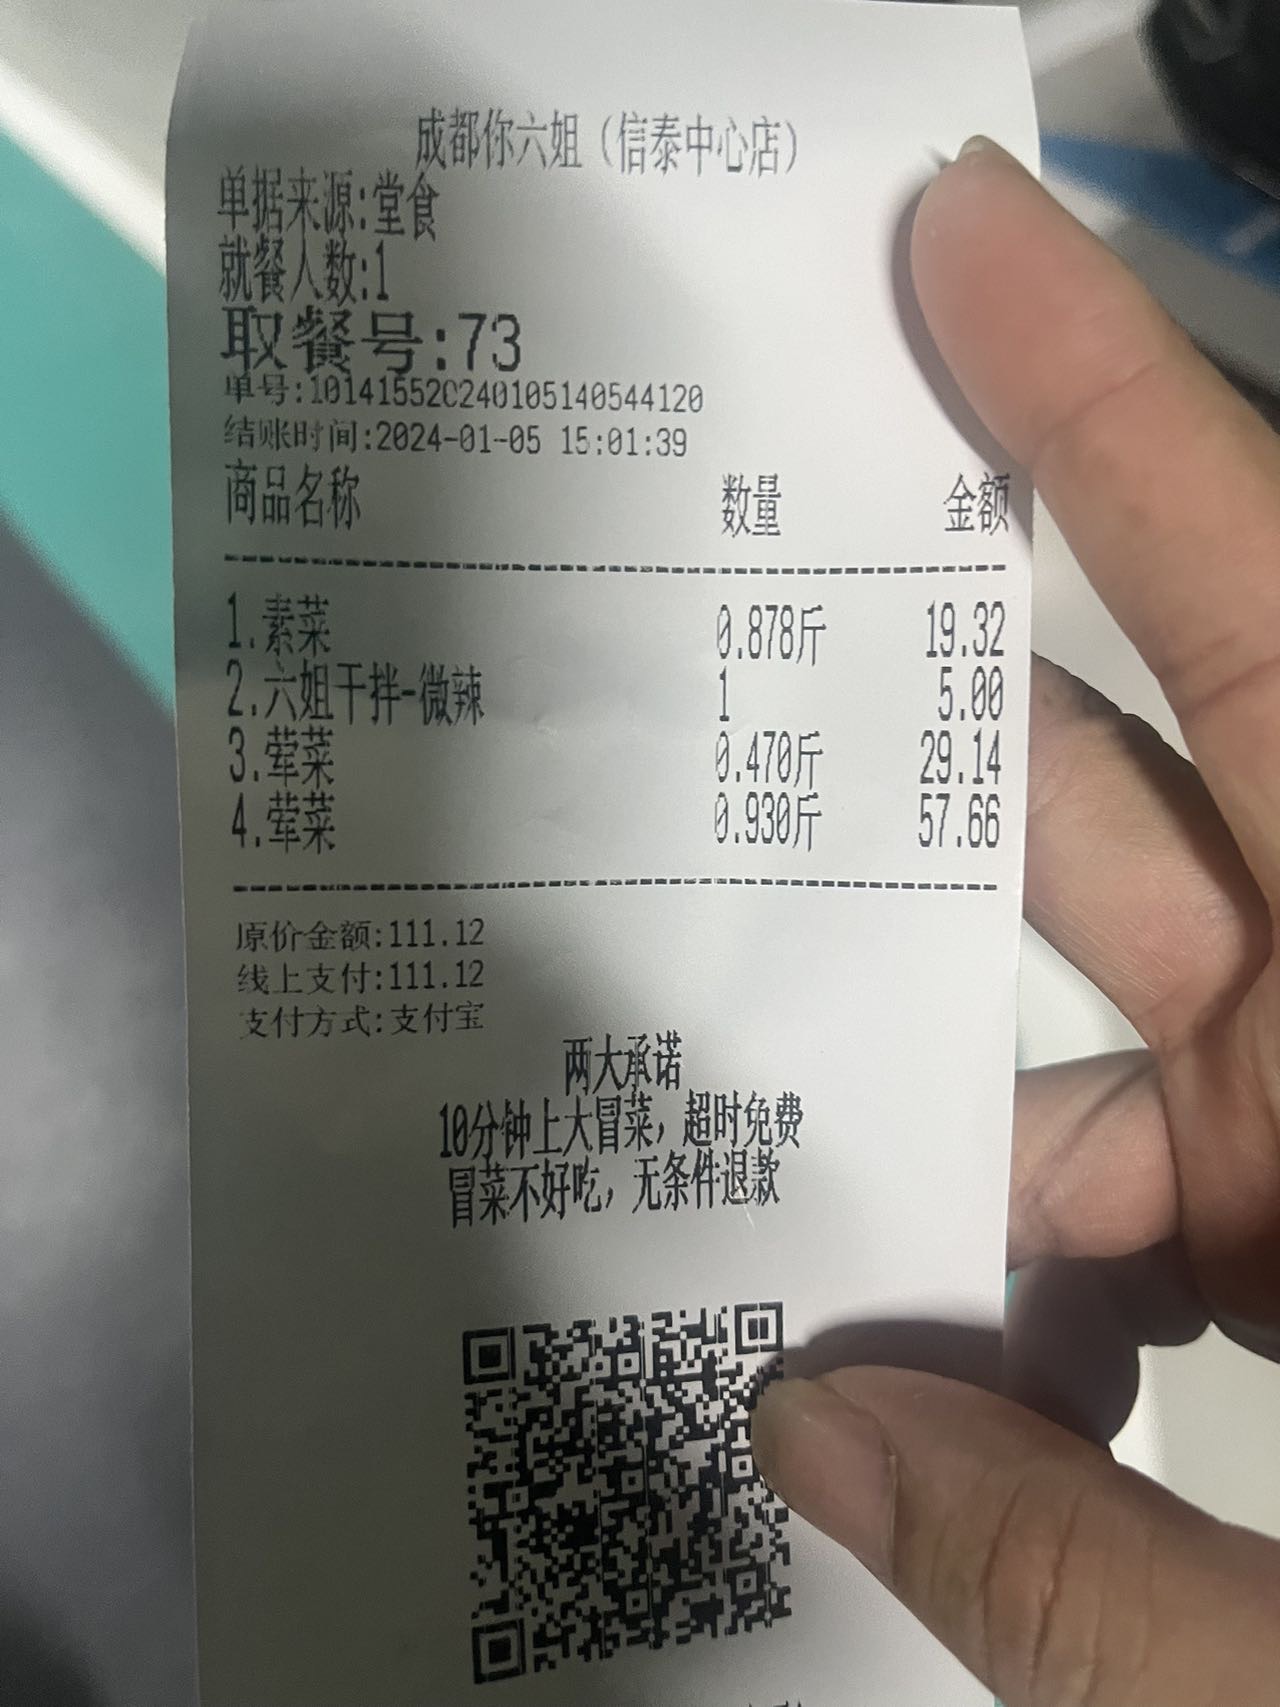 成都你六姐（信泰中心店）
单据来源:堂食
就餐人数:1
取餐号:73
单号:10141552C240105140544120
结账时间:2024-01-05 15:01:39
商品名称 数量 金额
1.素菜 0.878斤 19.32
2.六姐干拌-微辣 1 5.00
3.荤菜 0.470斤 29.14
4.荤菜 0.930斤 57.66
原价金额:111.12
线上支付:111.12
支付方式:支付宝
两大承诺
10分钟上大冒菜，超时免费
冒菜不好吃，无条件退款